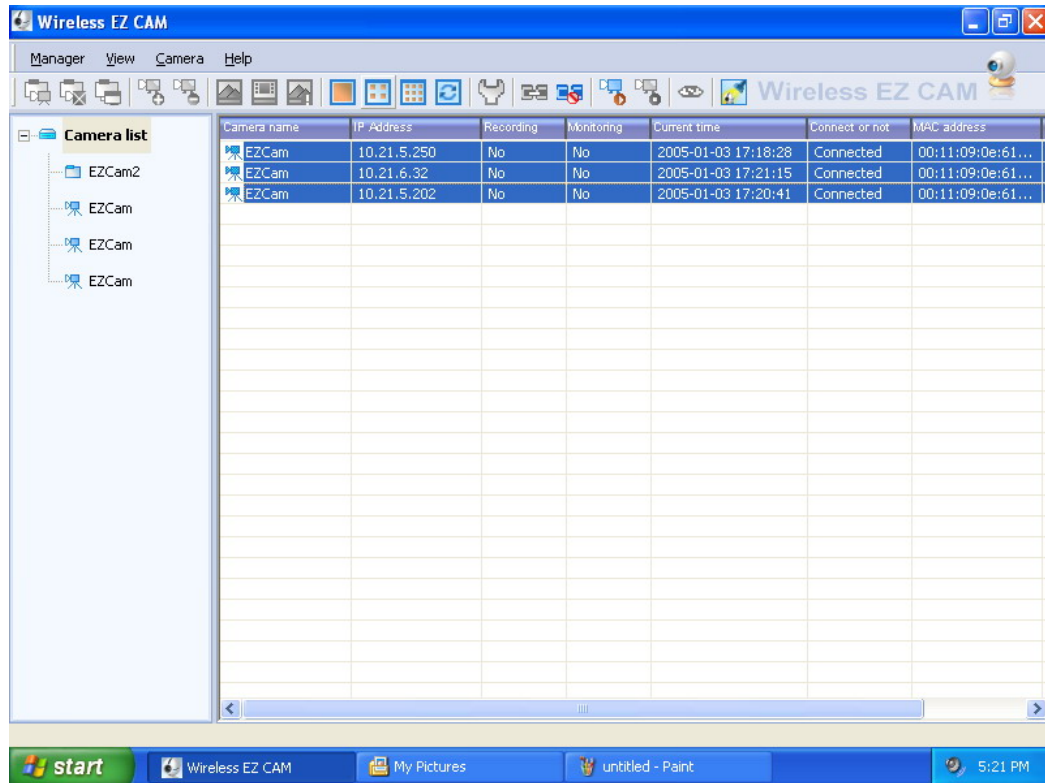 Wireless EZ CAM
Manager View Camera Help
Wireless EZ CAM
Camera list
EZCam2
EZCam
EZCam
EZCam
Camera name IP Address Recording Monitoring Current time Connect or not MAC address
EZCam 10.21.5.250 No No 2005-01-03 17:18:28 Connected 00:11:09:0e:61...
EZCam 10.21.6.32 No No 2005-01-03 17:21:15 Connected 00:11:09:0e:61...
EZCam 10.21.5.202 No No 2005-01-03 17:20:41 Connected 00:11:09:0e:61...
start Wireless EZ CAM My Pictures untitled - Paint 5:21 PM